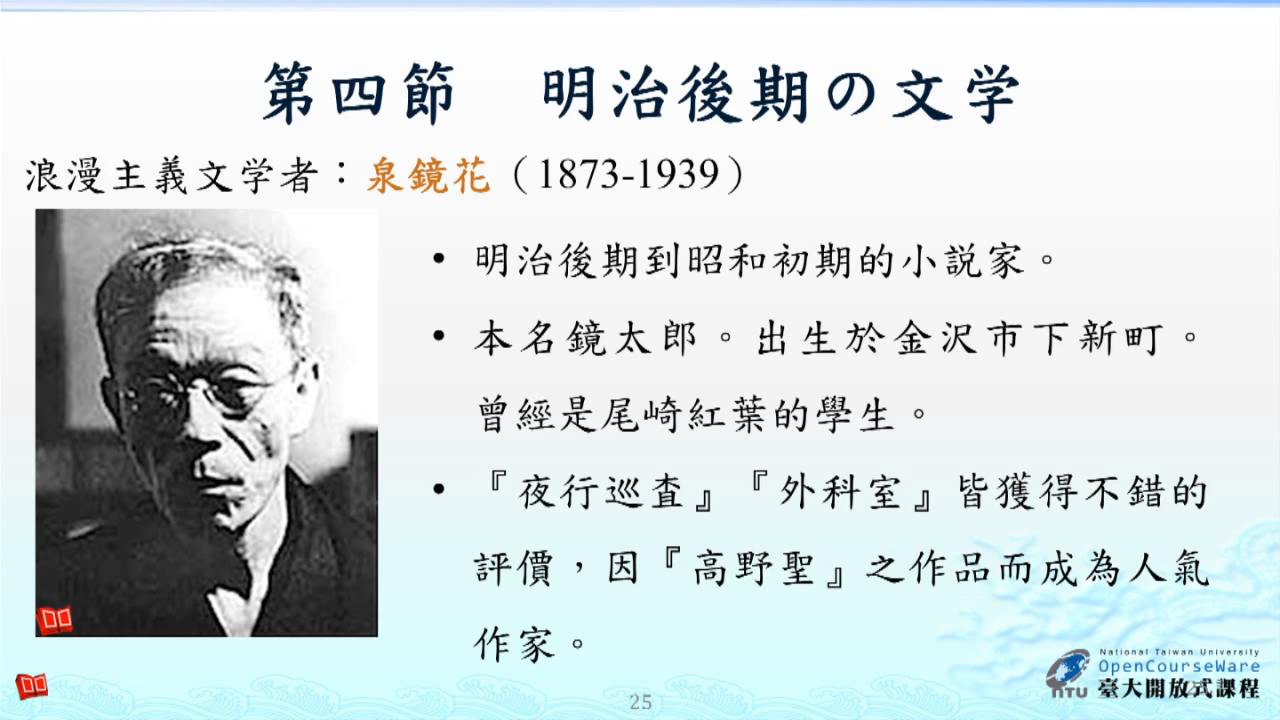 第四節　明治後期の文学
浪漫主義文学者：泉鏡花（1873-1939）
• 明治後期到昭和初期的小説家。
• 本名鏡太郎。出生於金沢市下新町。
曾經是尾崎紅葉的學生。
• 『夜行巡査』『外科室』皆獲得不錯的
評價，因『高野聖』之作品而成為人氣
作家。
National Taiwan University
OpenCourseWare
NTU 臺大開放式課程
25